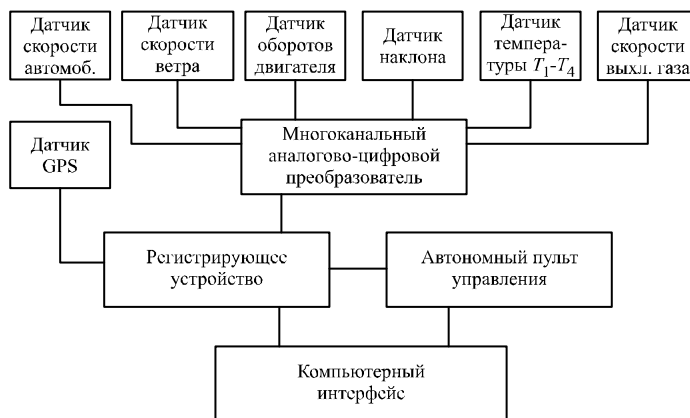 Датчик
скорости
автомоб.
Датчик
скорости
ветра
Датчик
оборотов
двигателя
Датчик
наклона
Датчик
темпера-
туры T₁-T₄
Датчик
скорости
выхл. газа
Датчик
GPS
Многоканальный
аналогово-цифровой
преобразователь
Регистрирующее
устройство
Автономный пульт
управления
Компьютерный
интерфейс